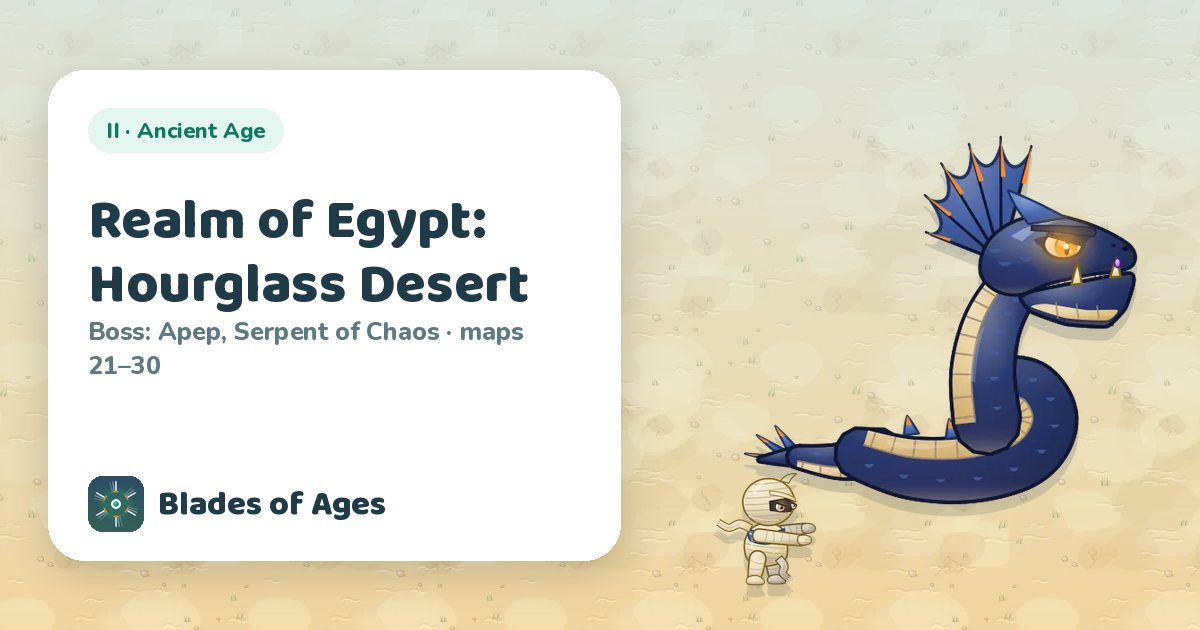 II · Ancient Age
Realm of Egypt:
Hourglass Desert
Boss: Apep, Serpent of Chaos · maps
21–30
Blades of Ages